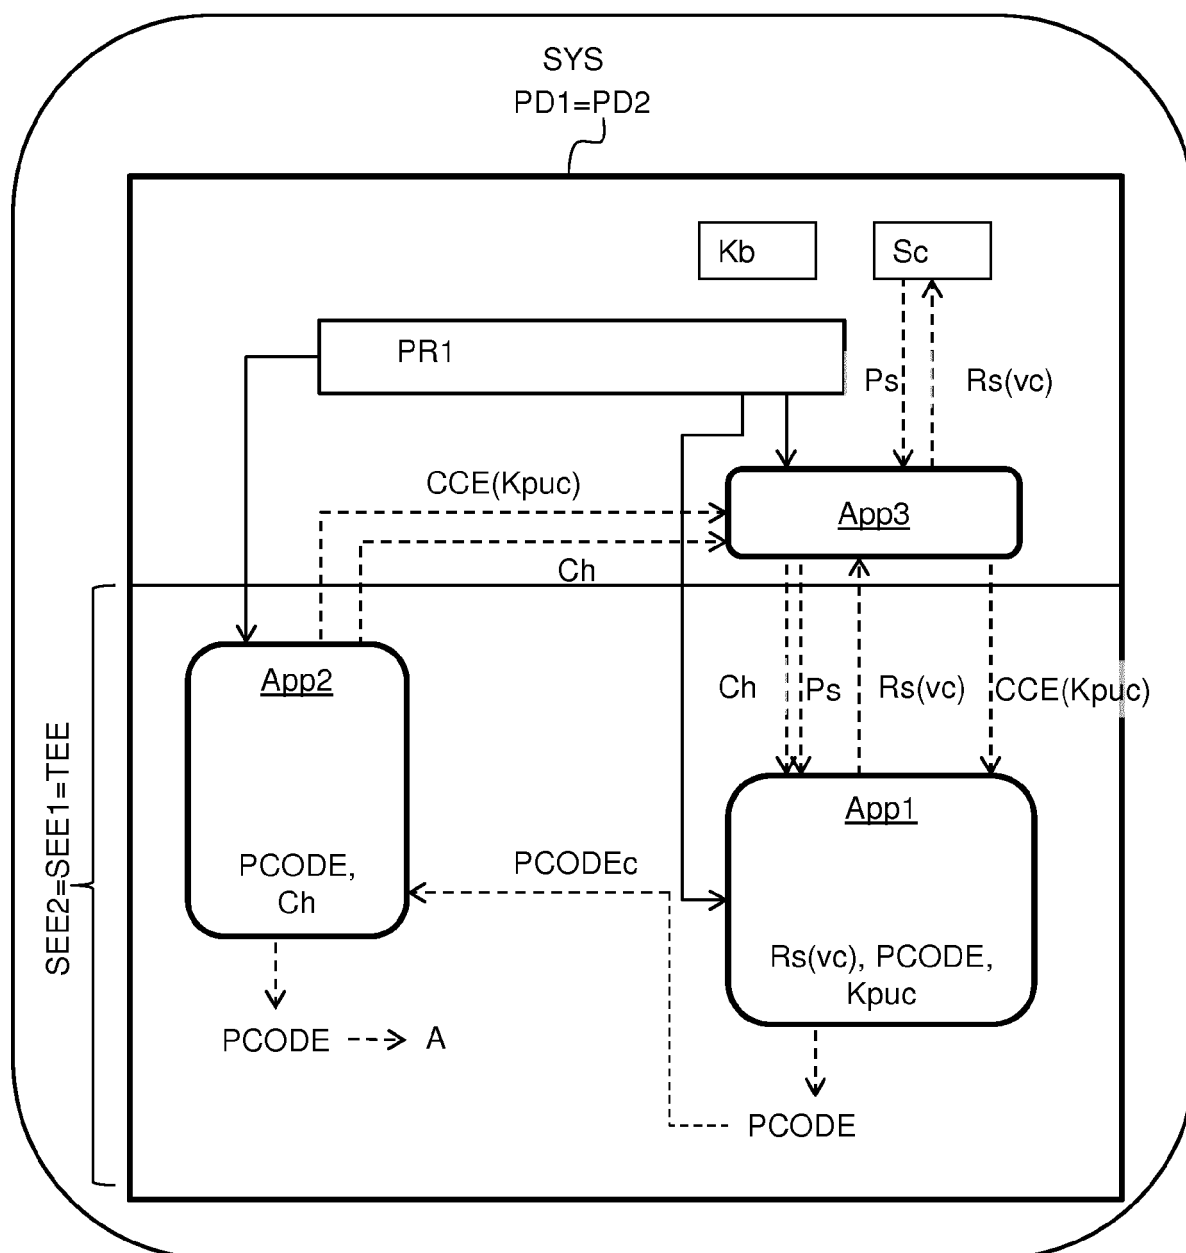 SYS
PD1=PD2
Kb
Sc
PR1
Ps
Rs(vc)
CCE(Kpuc)
App3
Ch
App2
Ch
Ps
Rs(vc)
CCE(Kpuc)
SEE2=SEE1=TEE
App1
PCODEc
PCODE,
Ch
Rs(vc), PCODE,
Kpuc
PCODE
A
PCODE